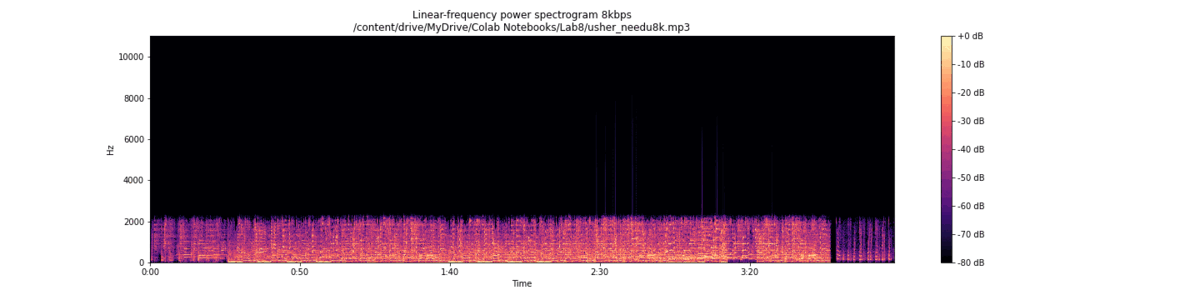 Linear-frequency power spectrogram 8kbps
/content/drive/MyDrive/Colab Notebooks/Lab8/usher_needu8k.mp3
Hz
10000
8000
6000
4000
2000
0
0:00
0:50
1:40
2:30
3:20
Time
+0 dB
-10 dB
-20 dB
-30 dB
-40 dB
-50 dB
-60 dB
-70 dB
-80 dB